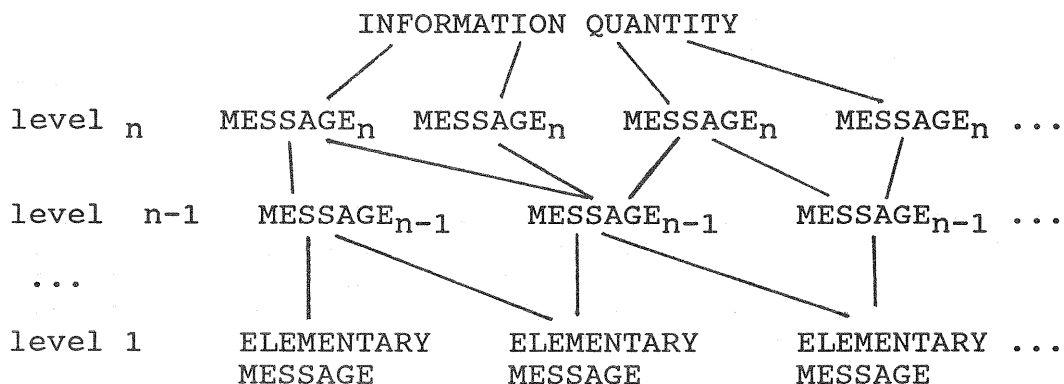 INFORMATION QUANTITY
level n MESSAGEn MESSAGEn MESSAGEn MESSAGEn ...
level n-1 MESSAGEn-1 MESSAGEn-1 MESSAGEn-1 ...
...
level 1 ELEMENTARY ELEMENTARY ELEMENTARY ...
MESSAGE MESSAGE MESSAGE